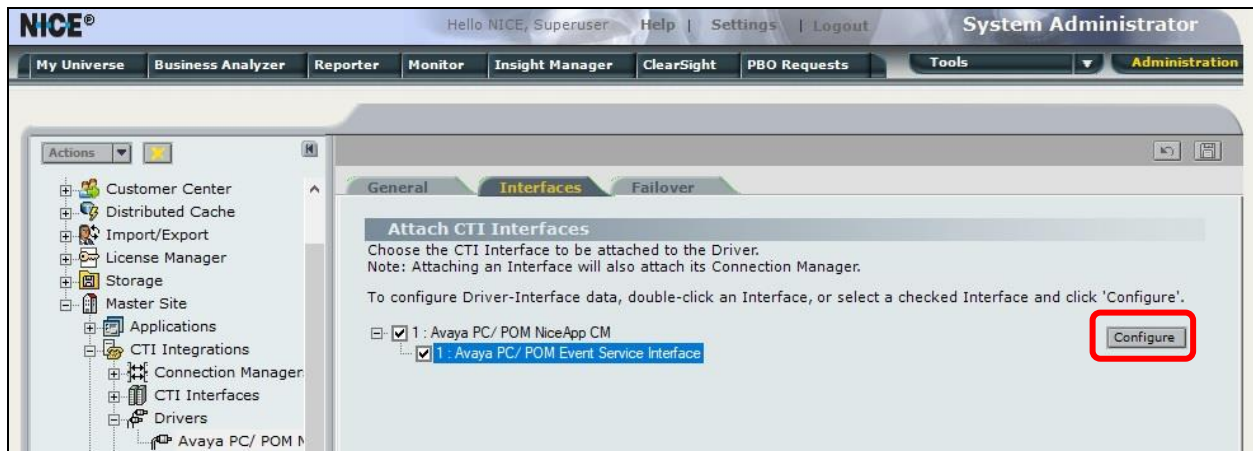 NICE®
Hello NICE, Superuser Help | Settings | Logout
System Administrator
My Universe Business Analyzer Reporter Monitor Insight Manager ClearSight PBO Requests Tools Administration
Actions
General Interfaces Failover
Customer Center
Distributed Cache
Import/Export
License Manager
Storage
Master Site
Applications
CTI Integrations
Connection Manager
CTI Interfaces
Drivers
Avaya PC/ POM N
Attach CTI Interfaces
Choose the CTI Interface to be attached to the Driver.
Note: Attaching an Interface will also attach its Connection Manager.
To configure Driver-Interface data, double-click an Interface, or select a checked Interface and click 'Configure'.
1 : Avaya PC/ POM NiceApp CM
1 : Avaya PC/ POM Event Service Interface
Configure